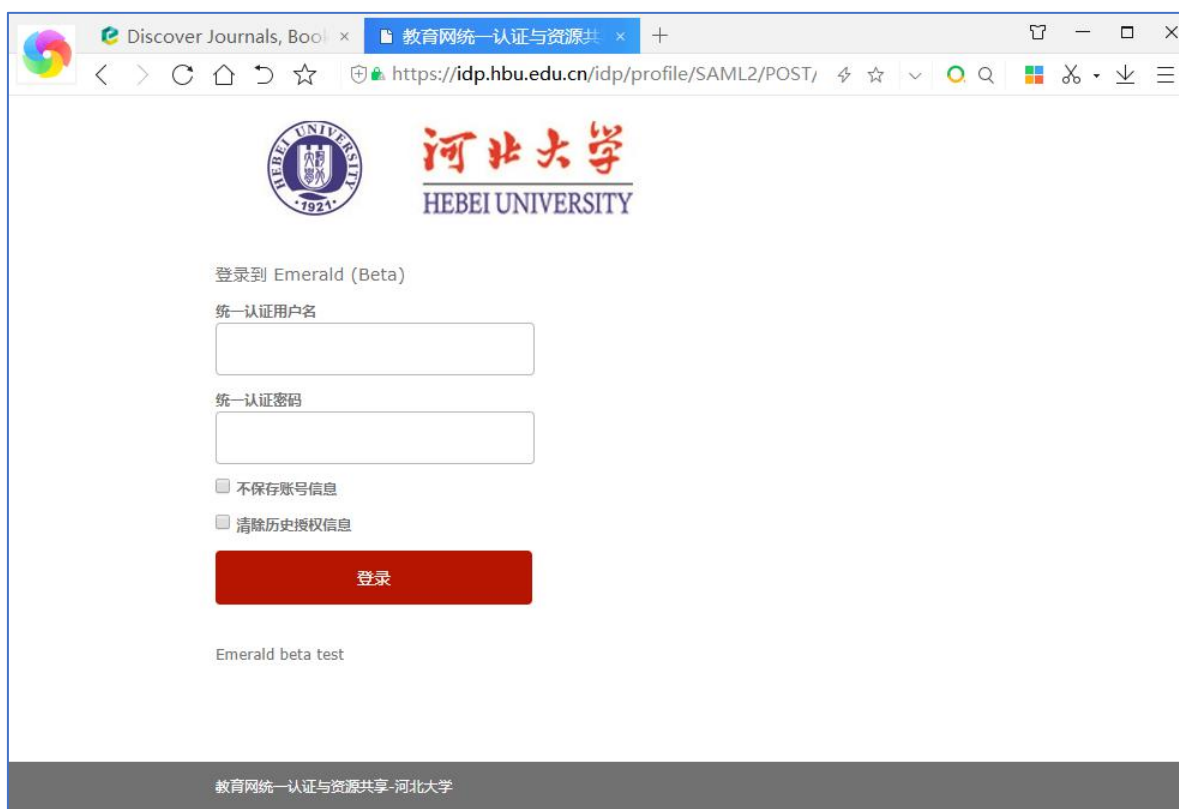 Discover Journals, Book
教育网统一认证与资源共
https://idp.hbu.edu.cn/idp/profile/SAML2/POST/
HEBEI UNIVERSITY
1921
河北大学
HEBEI UNIVERSITY
登录到 Emerald (Beta)
统一认证用户名
统一认证密码
不保存账号信息
清除历史授权信息
登录
Emerald beta test
教育网统一认证与资源共享-河北大学